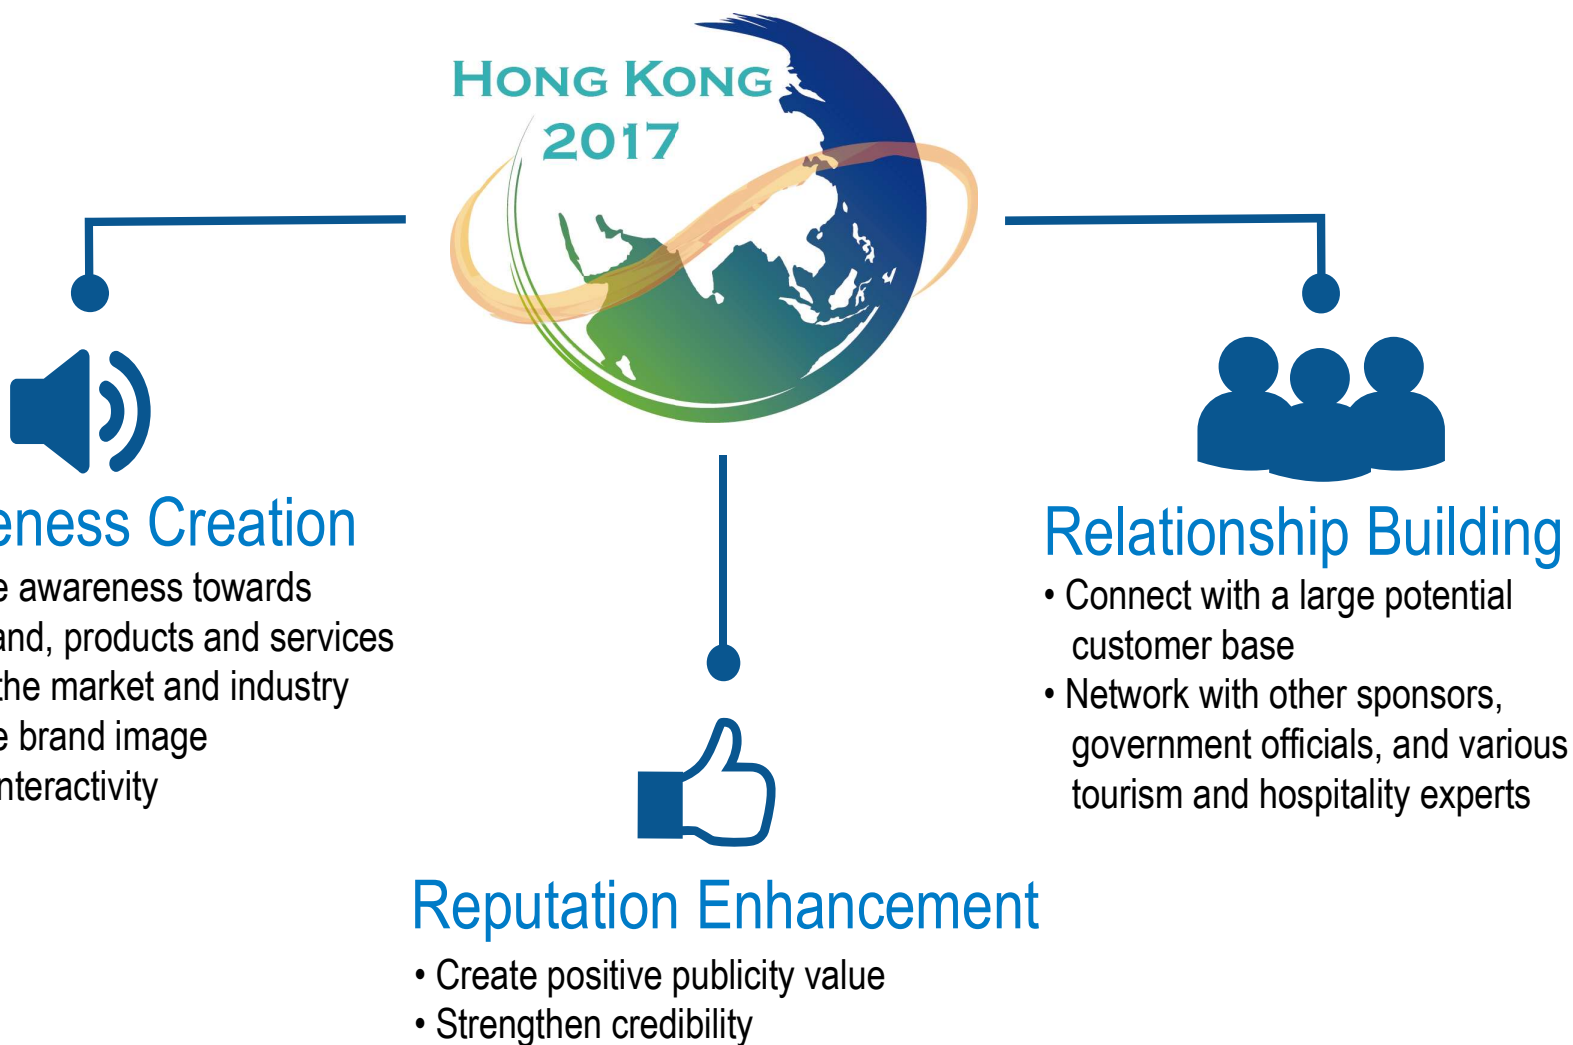 HONG KONG
2017
eness Creation
e awareness towards
and, products and services
the market and industry
e brand image
nteractivity
Reputation Enhancement
• Create positive publicity value
• Strengthen credibility
Relationship Building
• Connect with a large potential
customer base
• Network with other sponsors,
government officials, and various
tourism and hospitality experts